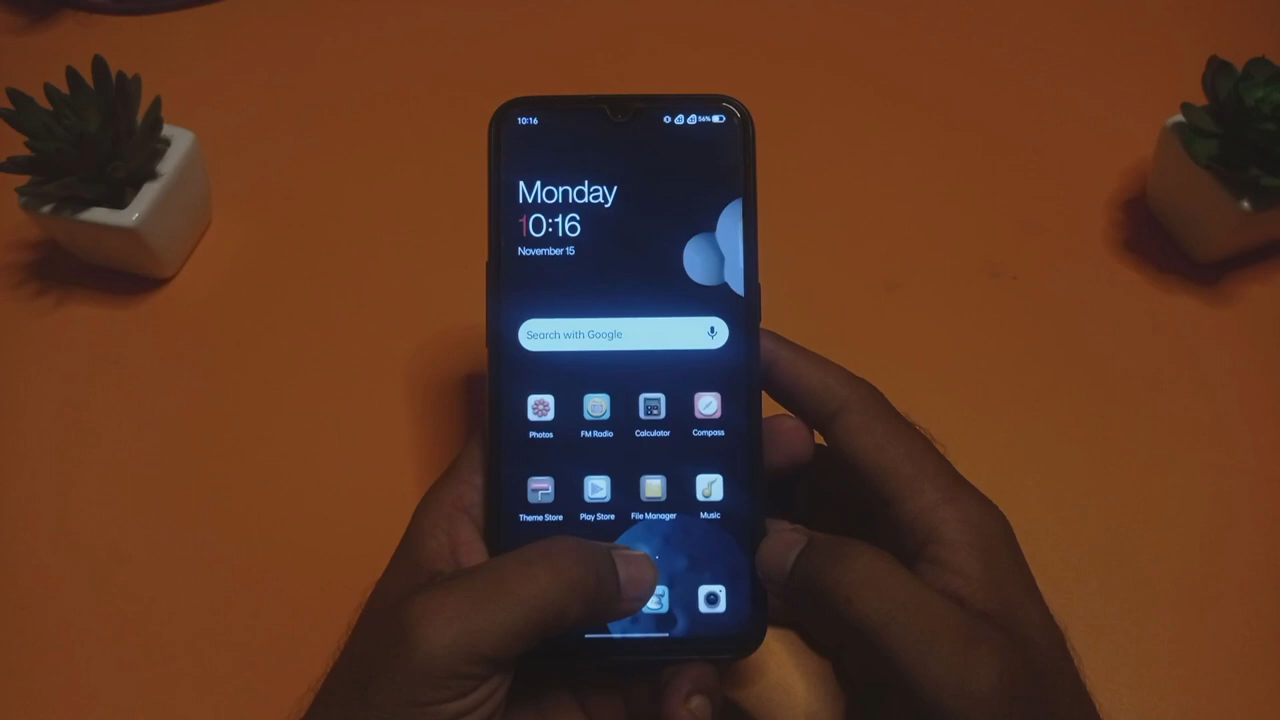 10:16 56%
Monday
10:16
November 15
Search with Google
Photos FM Radio Calculator Compass
Theme Store Play Store File Manager Music